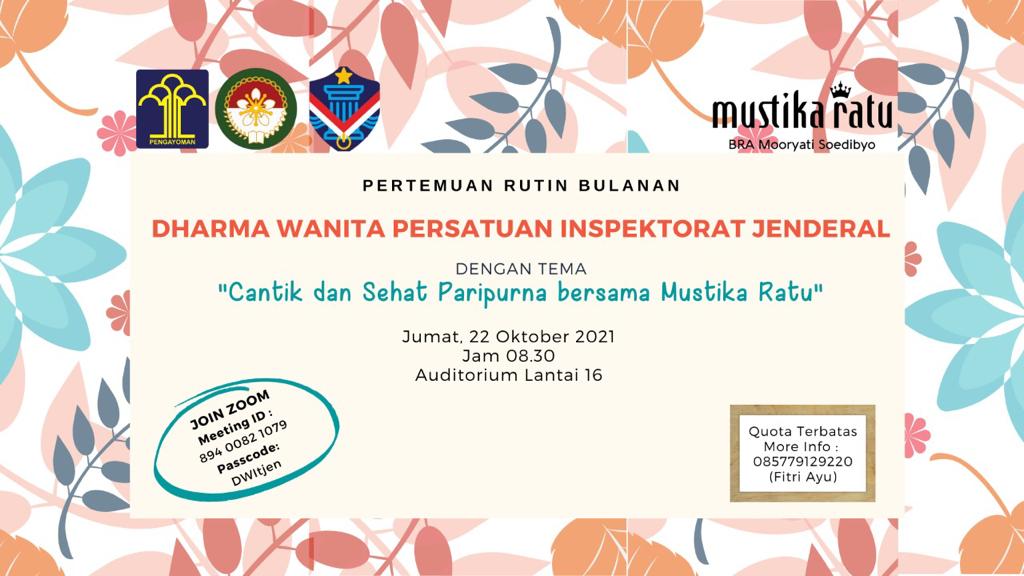 PENGAYOMAN
mustika ratu
BRA Mooryati Soedibyo
PERTEMUAN RUTIN BULANAN
DHARMA WANITA PERSATUAN INSPEKTORAT JENDERAL
DENGAN TEMA
"Cantik dan Sehat Paripurna bersama Mustika Ratu"
Jumat, 22 Oktober 2021
Jam 08.30
Auditorium Lantai 16
JOIN ZOOM
Meeting ID :
894 0082 1079
Passcode:
DWItjen
Quota Terbatas
More Info :
085779129220
(Fitri Ayu)